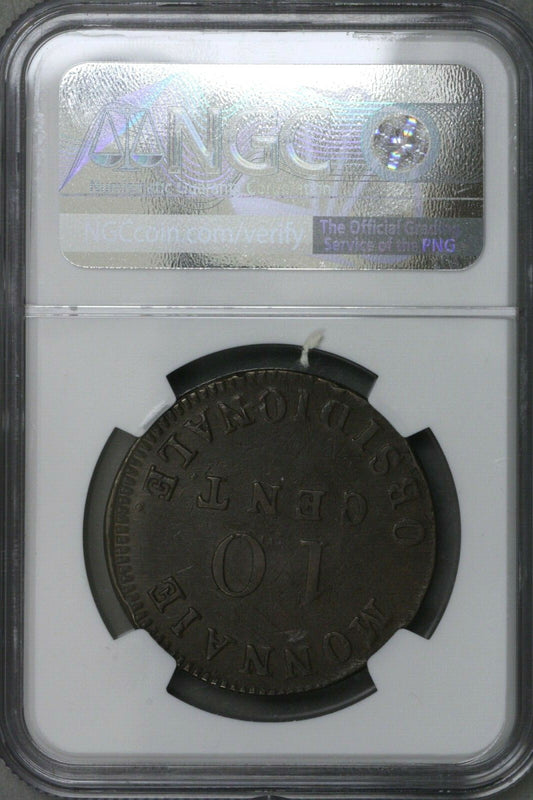 NGC
Numismatic Guaranty Corporation
NGCcoin.com/verify
The Official Grading
Service of the PNG
MONNAIE
10
CENT
OBSIDIONALE.